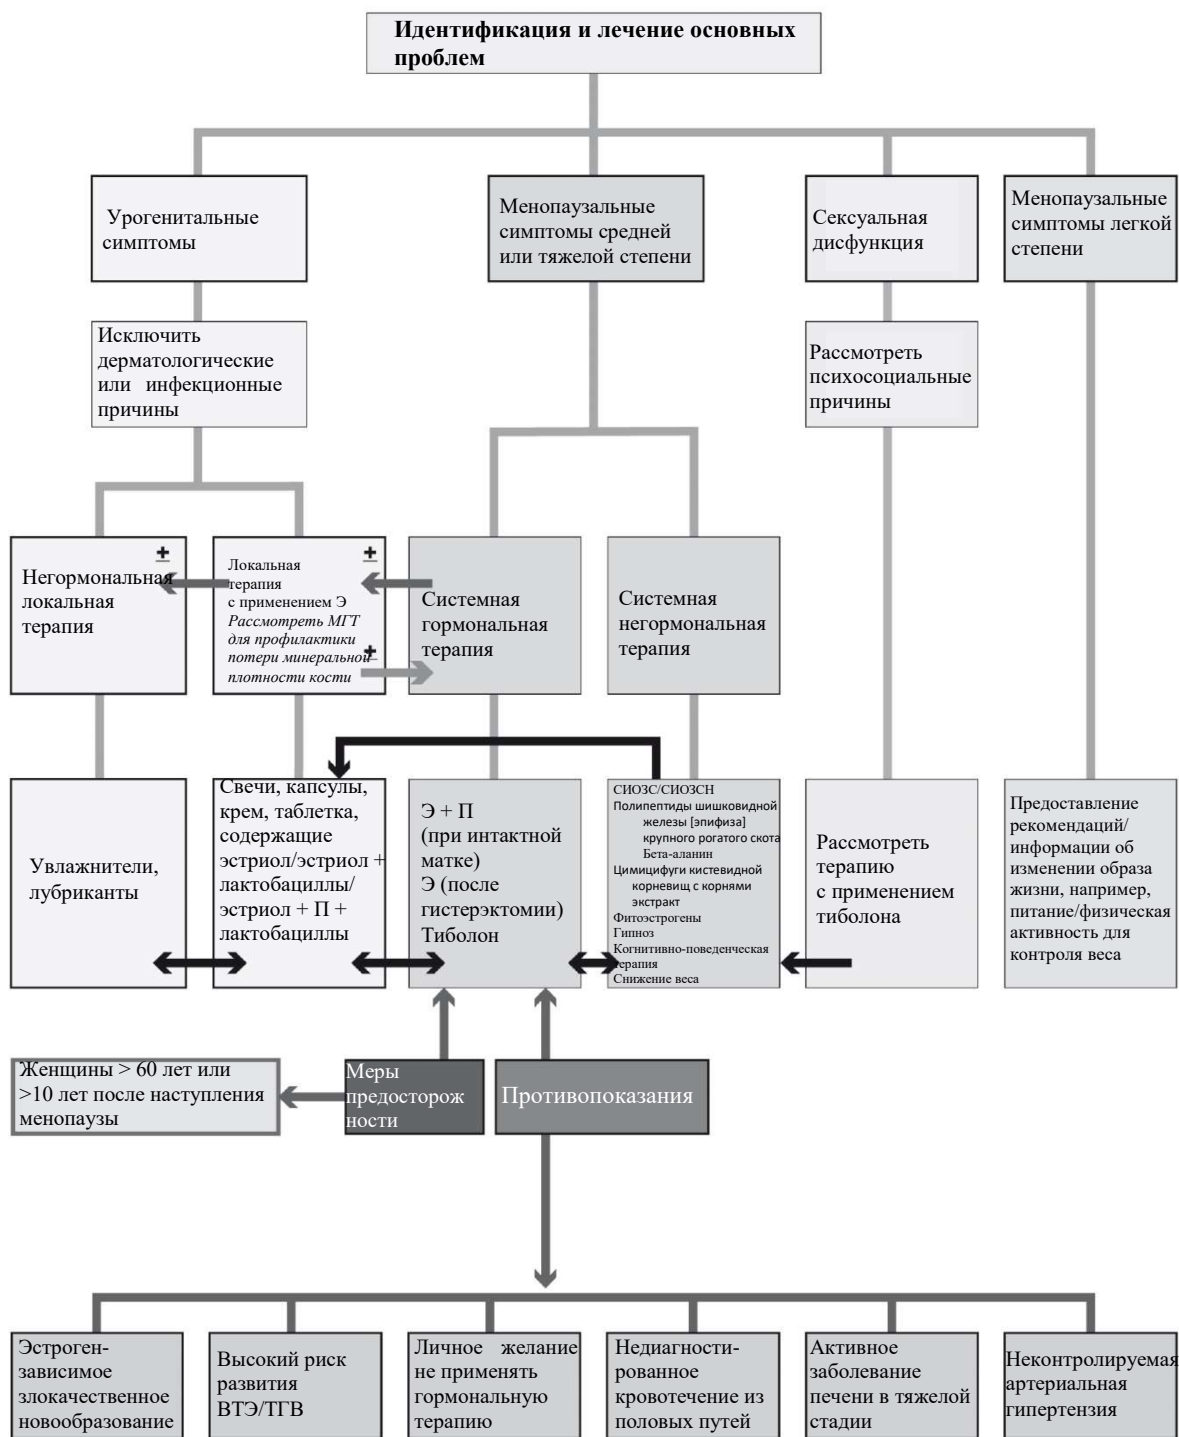 Идентификация и лечение основных
проблем
Урогенитальные
симптомы
Менопаузальные
симптомы средней
или тяжелой степени
Сексуальная
дисфункция
Менопаузальные
симптомы легкой
степени
Исключить
дерматологические
или инфекционные
причины
Рассмотреть
психосоциальные
причины
±
Негормональная
локальная
терапия
±
Локальная
терапия
с применением Э
Рассмотреть МГТ
для профилактики
потери минеральной
плотности кости
±
Системная
гормональная
терапия
Системная
негормональная
терапия
Увлажнители,
лубриканты
Свечи, капсулы,
крем, таблетка,
содержащие
эстриол/эстриол +
лактобациллы/
эстриол + П +
лактобациллы
Э + П
(при интактной
матке)
Э (после
гистерэктомии)
Тиболон
СИОЗС/СИОЗСН
Полипептиды шишковидной
железы [эпифиза]
крупного рогатого скота
Бета-аланин
Цимицифуги кистевидной
корневищ с корнями
экстракт
Фитоэстрогены
Гипноз
Когнитивно-поведенческая
терапия
Снижение веса
Рассмотреть
терапию
с применением
тиболона
Предоставление
рекомендаций/
информации об
изменении образа
жизни, например,
питание/физическая
активность для
контроля веса
Женщины > 60 лет или
>10 лет после наступления
менопаузы
Меры
предосторож
ности
Противопоказания
Эстроген-
зависимое
злокачественное
новообразование
Высокий риск
развития
ВТЭ/ТГВ
Личное желание
не применять
гормональную
терапию
Недиагности-
рованное
кровотечение из
половых путей
Активное
заболевание
печени в тяжелой
стадии
Неконтролируемая
артериальная
гипертензия